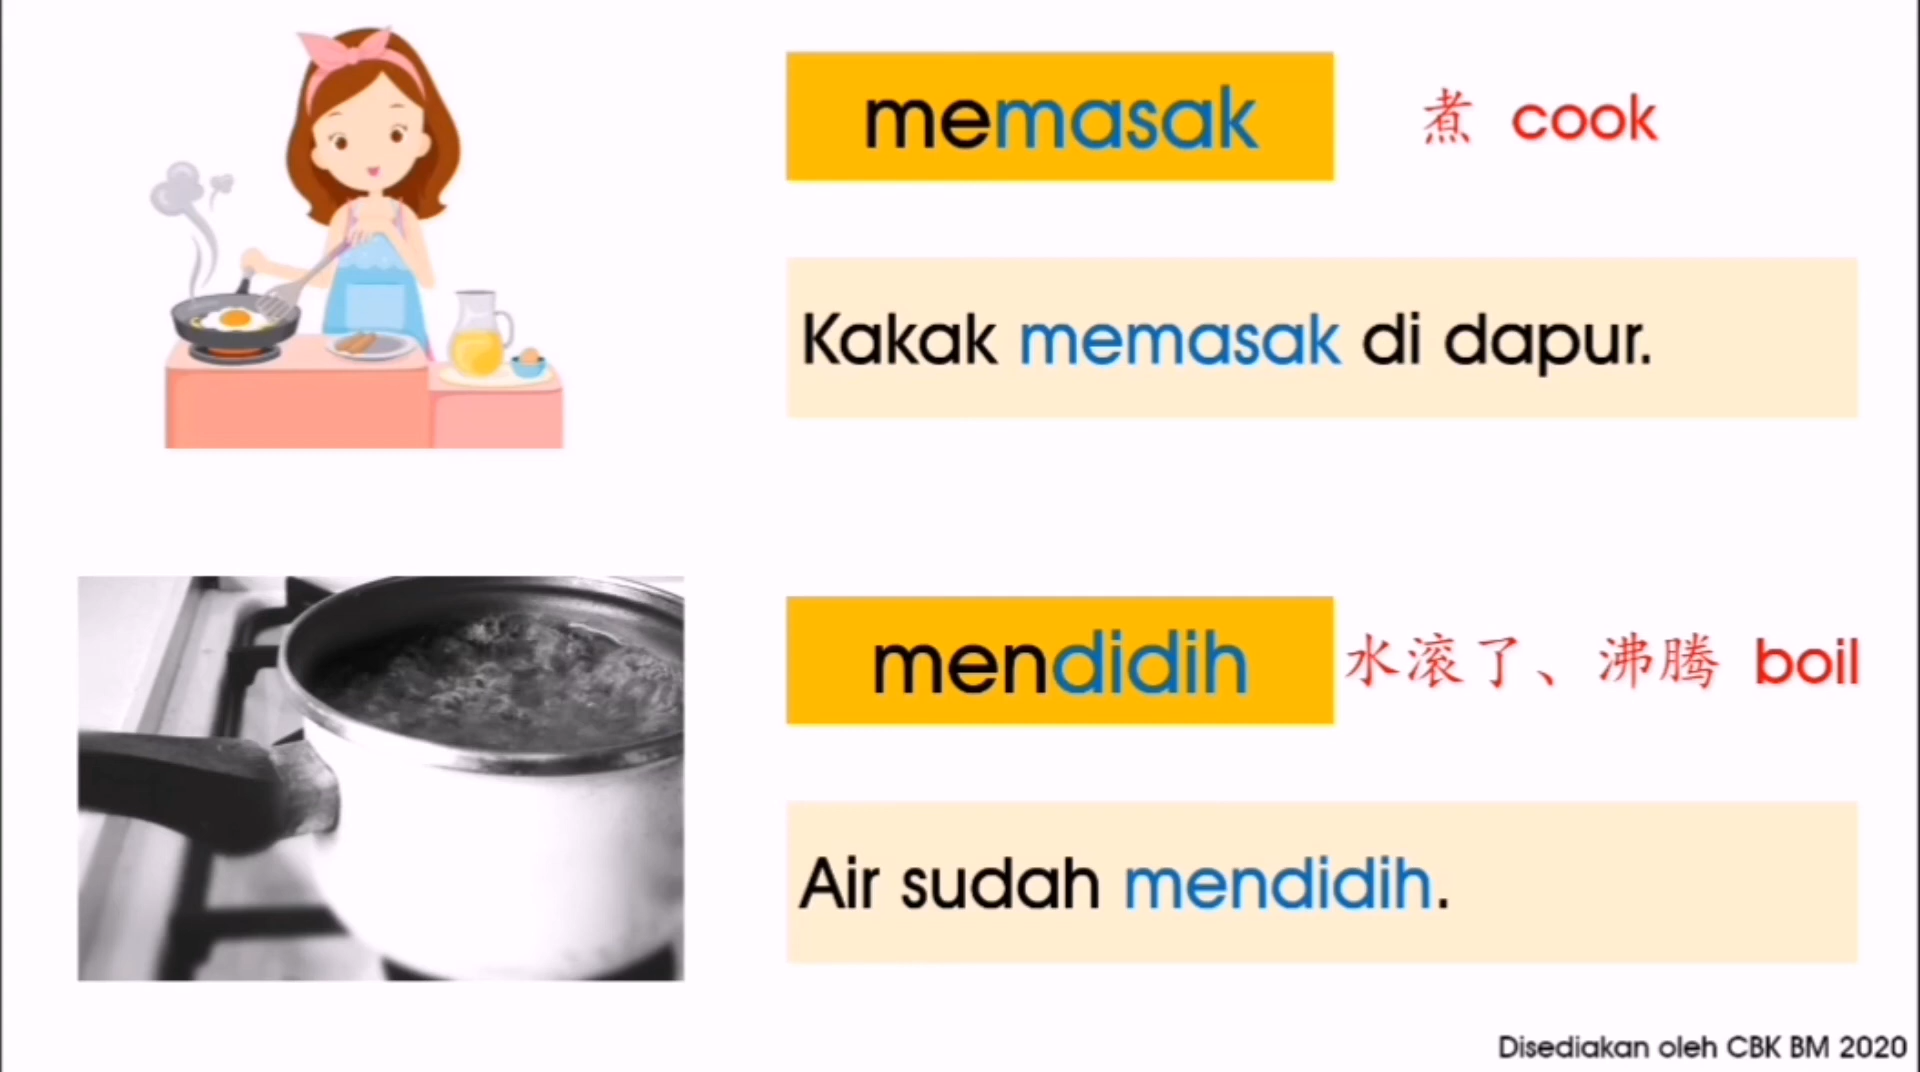 memasak 煮 cook
Kakak memasak di dapur.
mendidih 水滚了、沸腾 boil
Air sudah mendidih.
Disediakan oleh CBK BM 2020